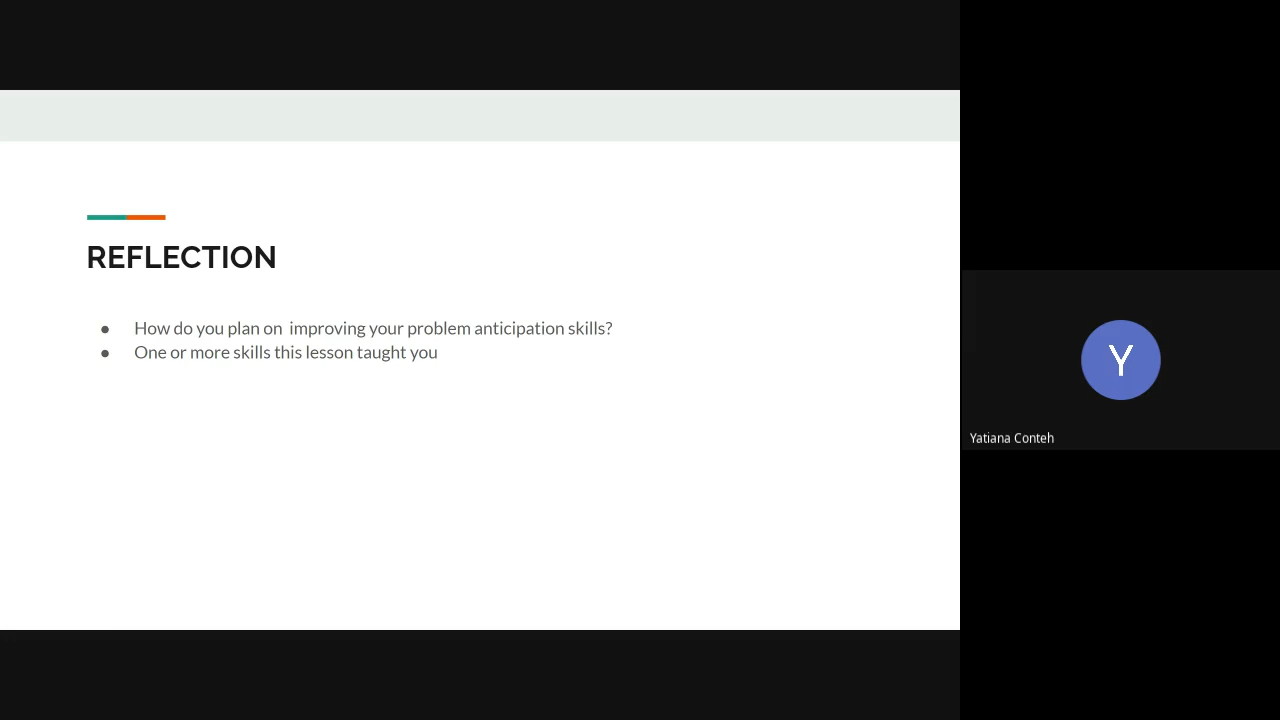 REFLECTION
● How do you plan on  improving your problem anticipation skills?
● One or more skills this lesson taught you
Y
Yatiana Conteh